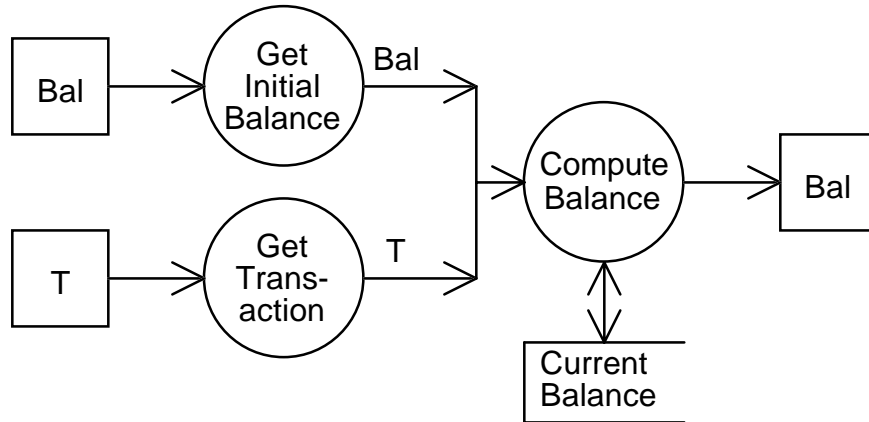 Bal
Get
Initial
Balance
Bal
Compute
Balance
Bal
T
Get
Trans-
action
T
Current
Balance